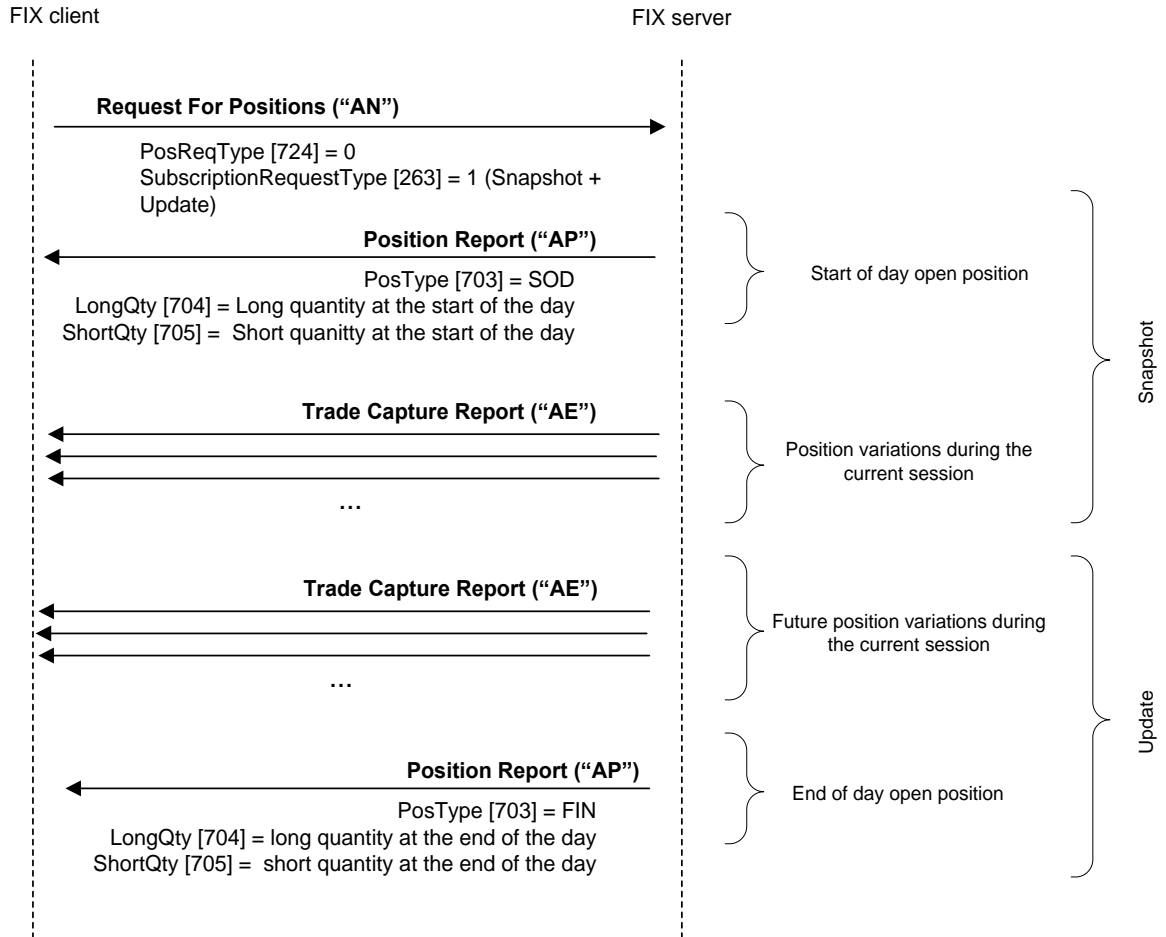 FIX client
FIX server
Request For Positions (“AN”)
PosReqType [724] = 0
SubscriptionRequestType [263] = 1 (Snapshot +
Update)
Position Report (“AP”)
PosType [703] = SOD
LongQty [704] = Long quantity at the start of the day
ShortQty [705] =  Short quanitty at the start of the day
Start of day open position
Snapshot
Trade Capture Report (“AE”)
...
Position variations during the
current session
Trade Capture Report (“AE”)
...
Future position variations during
the current session
Update
Position Report (“AP”)
PosType [703] = FIN
LongQty [704] = long quantity at the end of the day
ShortQty [705] =  short quantity at the end of the day
End of day open position